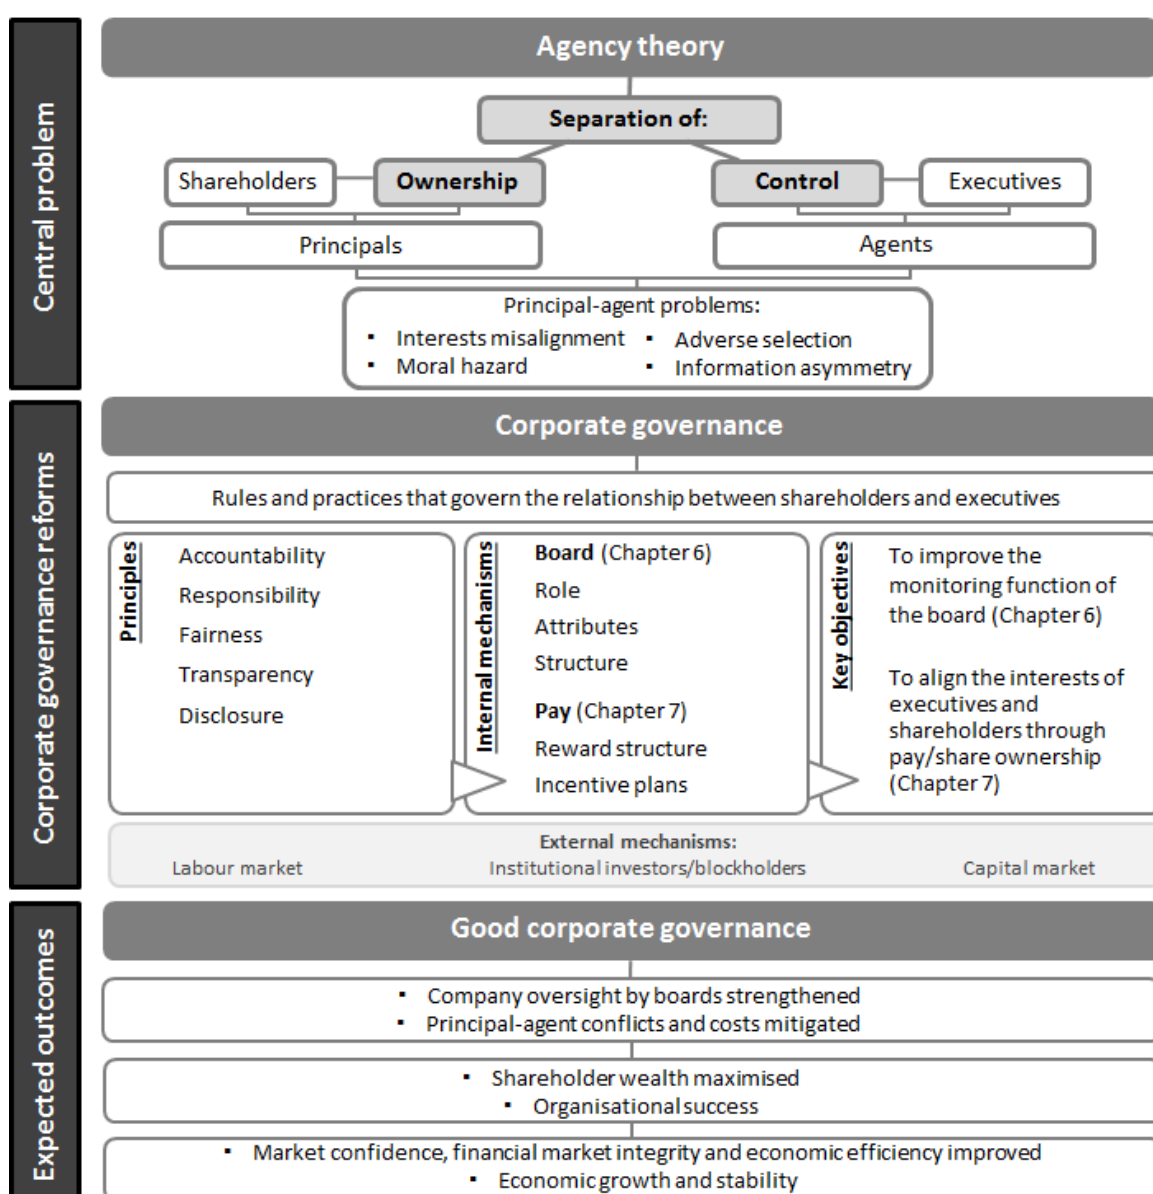 Central problem
Agency theory
Separation of:
Shareholders
Ownership
Control
Executives
Principals
Agents
Principal-agent problems:
▪ Interests misalignment
▪ Adverse selection
▪ Moral hazard
▪ Information asymmetry
Corporate governance reforms
Corporate governance
Rules and practices that govern the relationship between shareholders and executives
Principles
Accountability
Responsibility
Fairness
Transparency
Disclosure
Internal mechanisms
Board (Chapter 6)
Role
Attributes
Structure
Pay (Chapter 7)
Reward structure
Incentive plans
Key objectives
To improve the
monitoring function of
the board (Chapter 6)
To align the interests of
executives and
shareholders through
pay/share ownership
(Chapter 7)
External mechanisms:
Labour market
Institutional investors/blockholders
Capital market
Expected outcomes
Good corporate governance
▪ Company oversight by boards strengthened
▪ Principal-agent conflicts and costs mitigated
▪ Shareholder wealth maximised
▪ Organisational success
▪ Market confidence, financial market integrity and economic efficiency improved
▪ Economic growth and stability